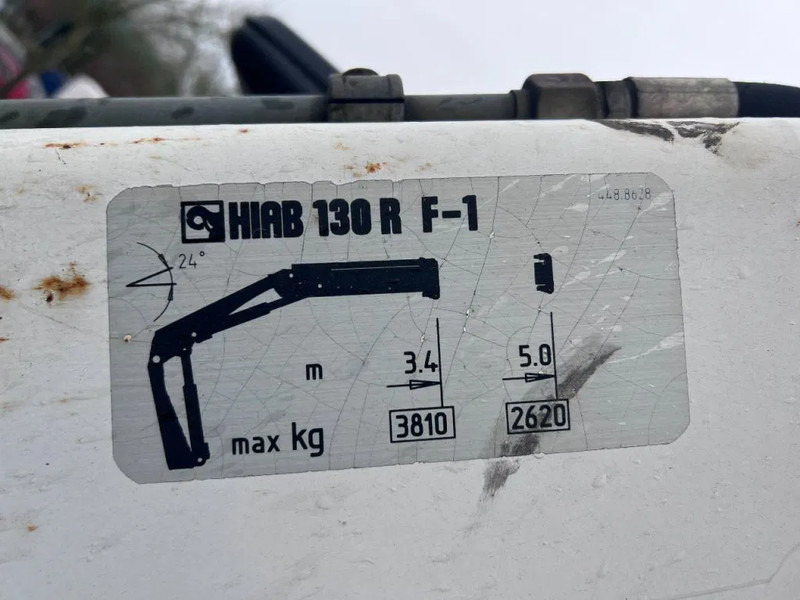 448.8628
HIAB 130 R F-1
24°
m 3.4 5.0
max kg 3810 2620